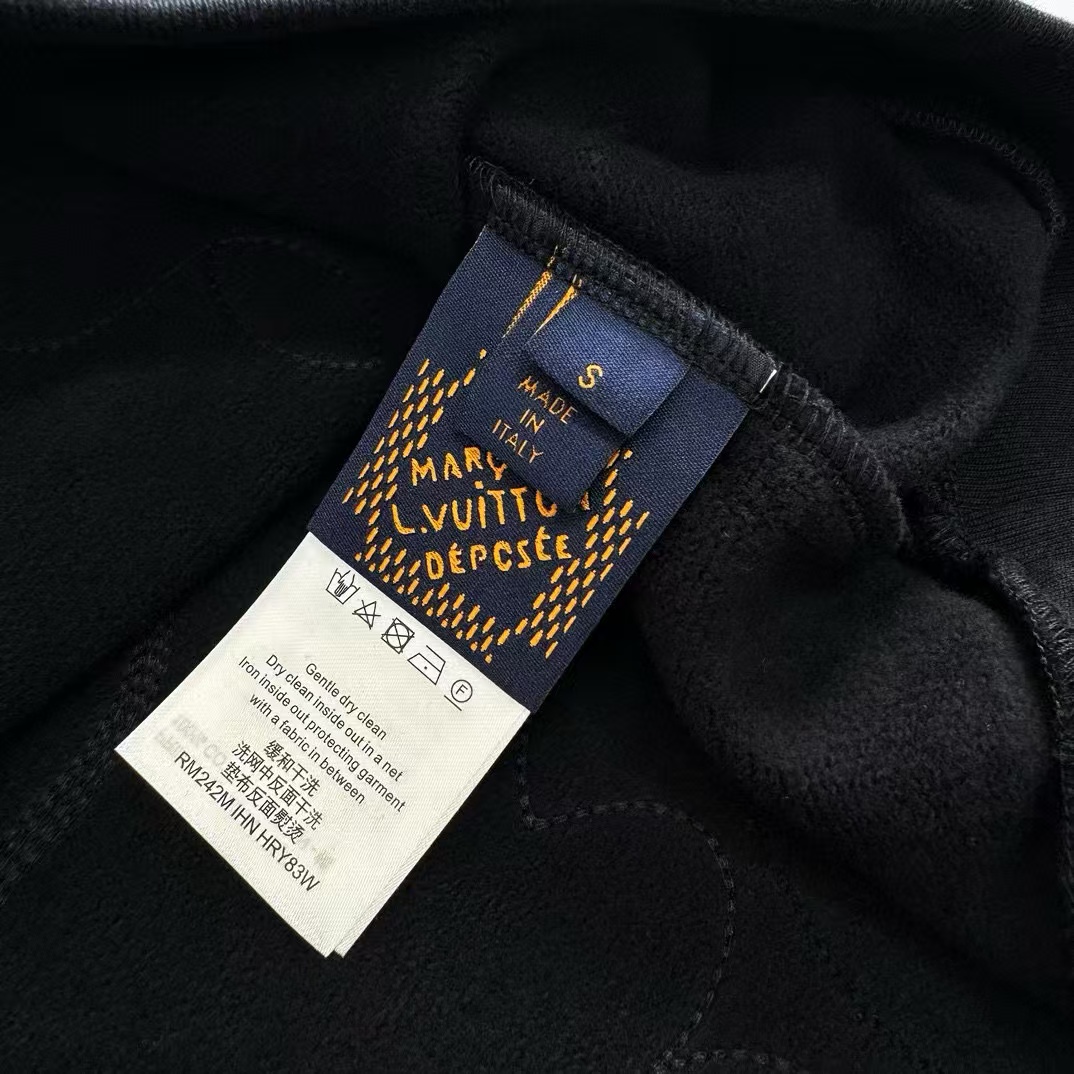 S
MADE
IN
ITALY
L.VUITTON
DÉPOSÉE
F
Gentle dry clean
Dry clean inside out in a net
Iron inside out protecting garment
with a fabric in between
缓和干洗
洗网中反面干洗
垫布反面熨烫
RM242M IHN HRY83W